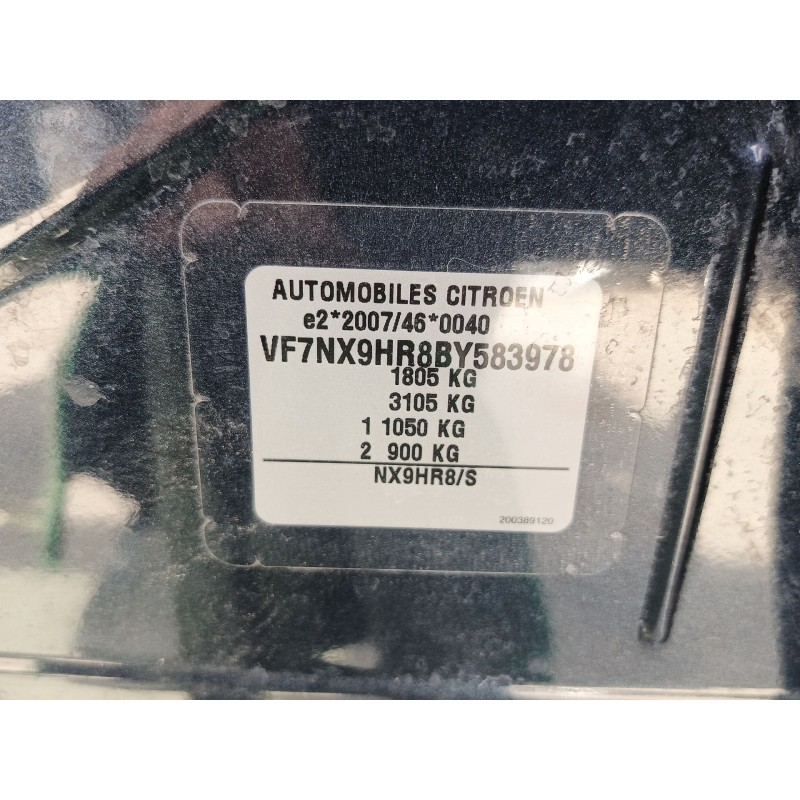 AUTOMOBILES CITROEN
e2*2007/46*0040
VF7NX9HR8BY583978
1805 KG
3105 KG
1 1050 KG
2 900 KG
NX9HR8/S
200389120